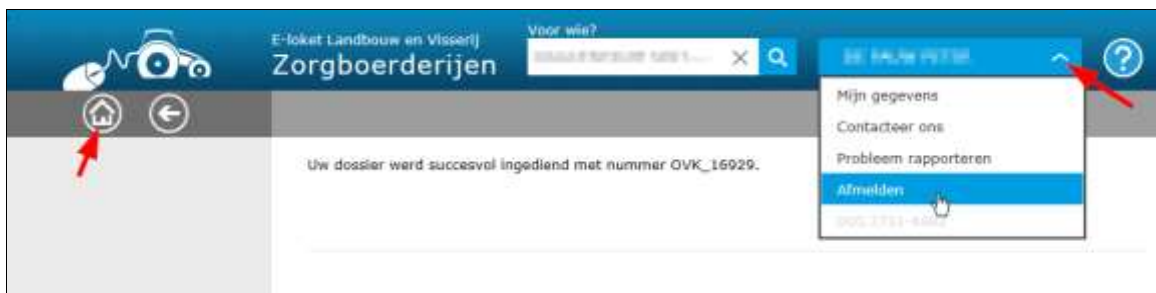 E-loket Landbouw en Visserij
Zorgboerderijen
Voor wie?
Mijn gegevens
Contacteer ons
Probleem rapporteren
Afmelden
Uw dossier werd succesvol ingediend met nummer OVK_16929.